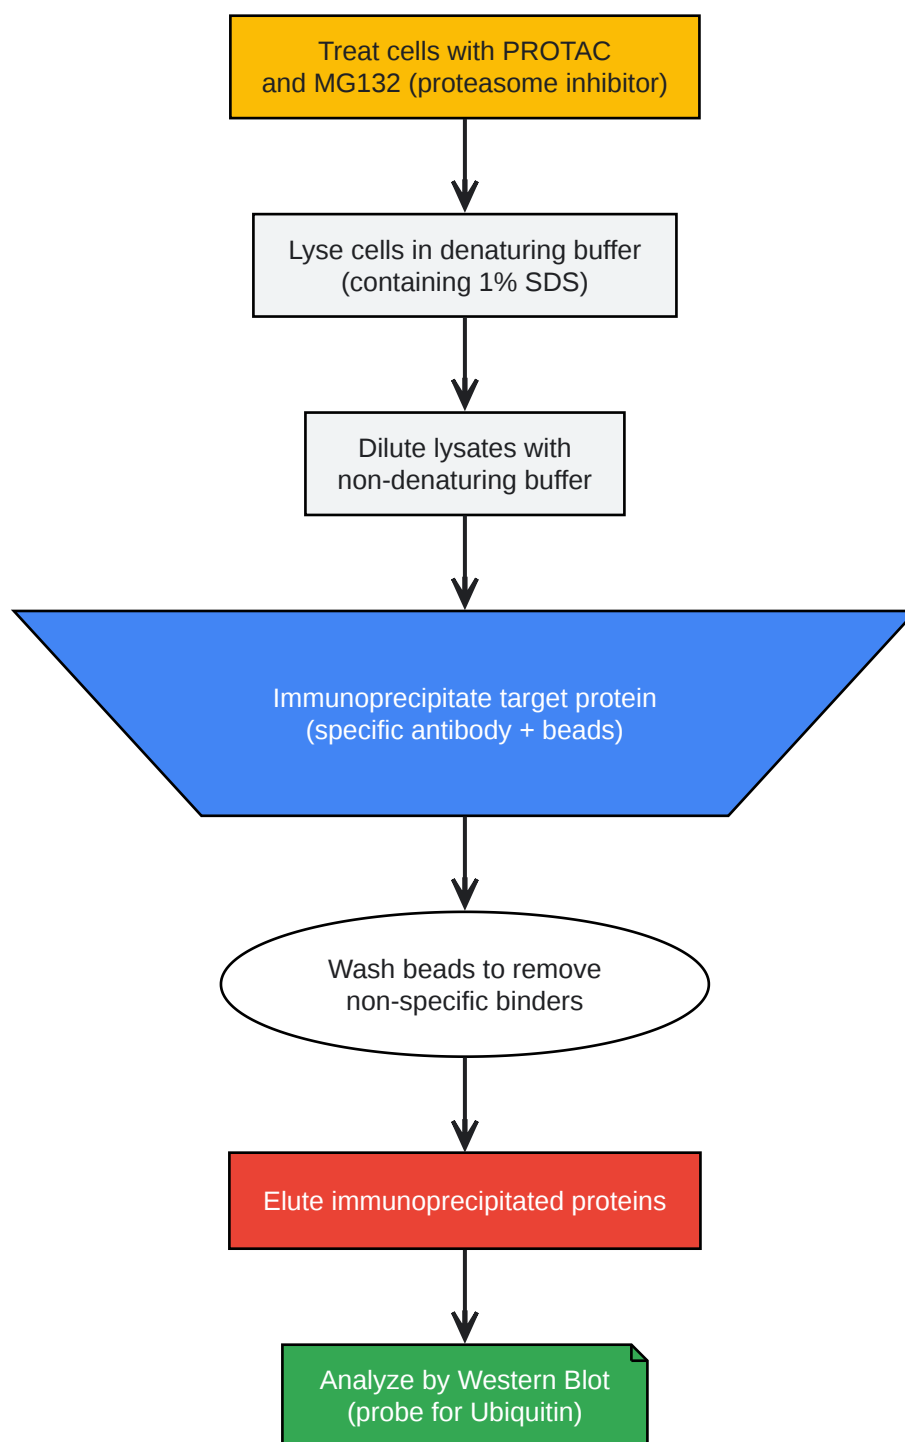 Treat cells with PROTAC
and MG132 (proteasome inhibitor)
Lyse cells in denaturing buffer
(containing 1% SDS)
Dilute lysates with
non-denaturing buffer
Immunoprecipitate target protein
(specific antibody + beads)
Wash beads to remove
non-specific binders
Elute immunoprecipitated proteins
Analyze by Western Blot
(probe for Ubiquitin)